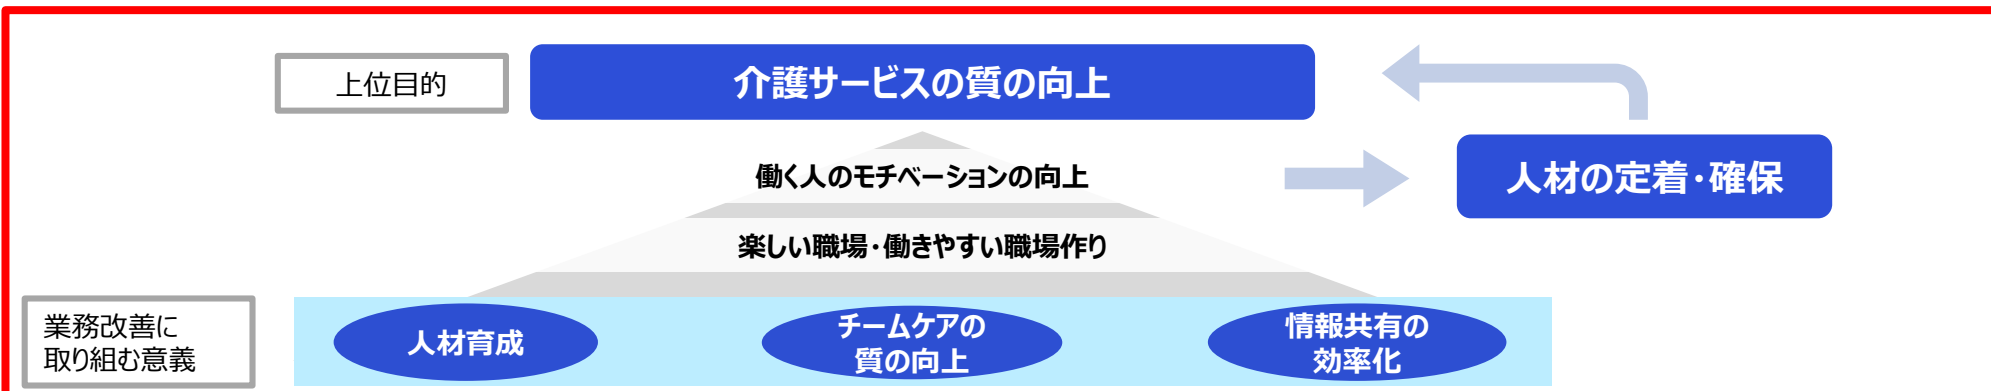 上位目的
介護サービスの質の向上
働く人のモチベーションの向上
人材の定着・確保
楽しい職場・働きやすい職場作り
業務改善に
取り組む意義
人材育成
チームケアの
質の向上
情報共有の
効率化